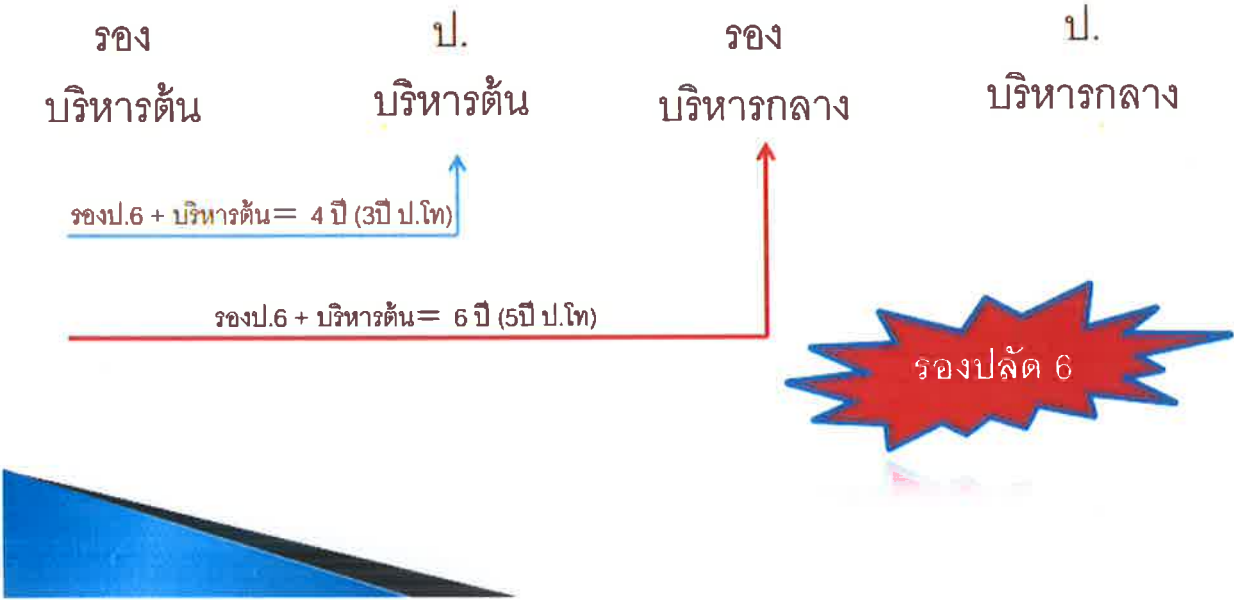 รอง
บริหารต้น
ป.
บริหารต้น
รอง
บริหารกลาง
ป.
บริหารกลาง
รองป.6 + บริหารต้น= 4 ปี (3ปี ป.โท)
รองป.6 + บริหารต้น= 6 ปี (5ปี ป.โท)
รองปลัด 6